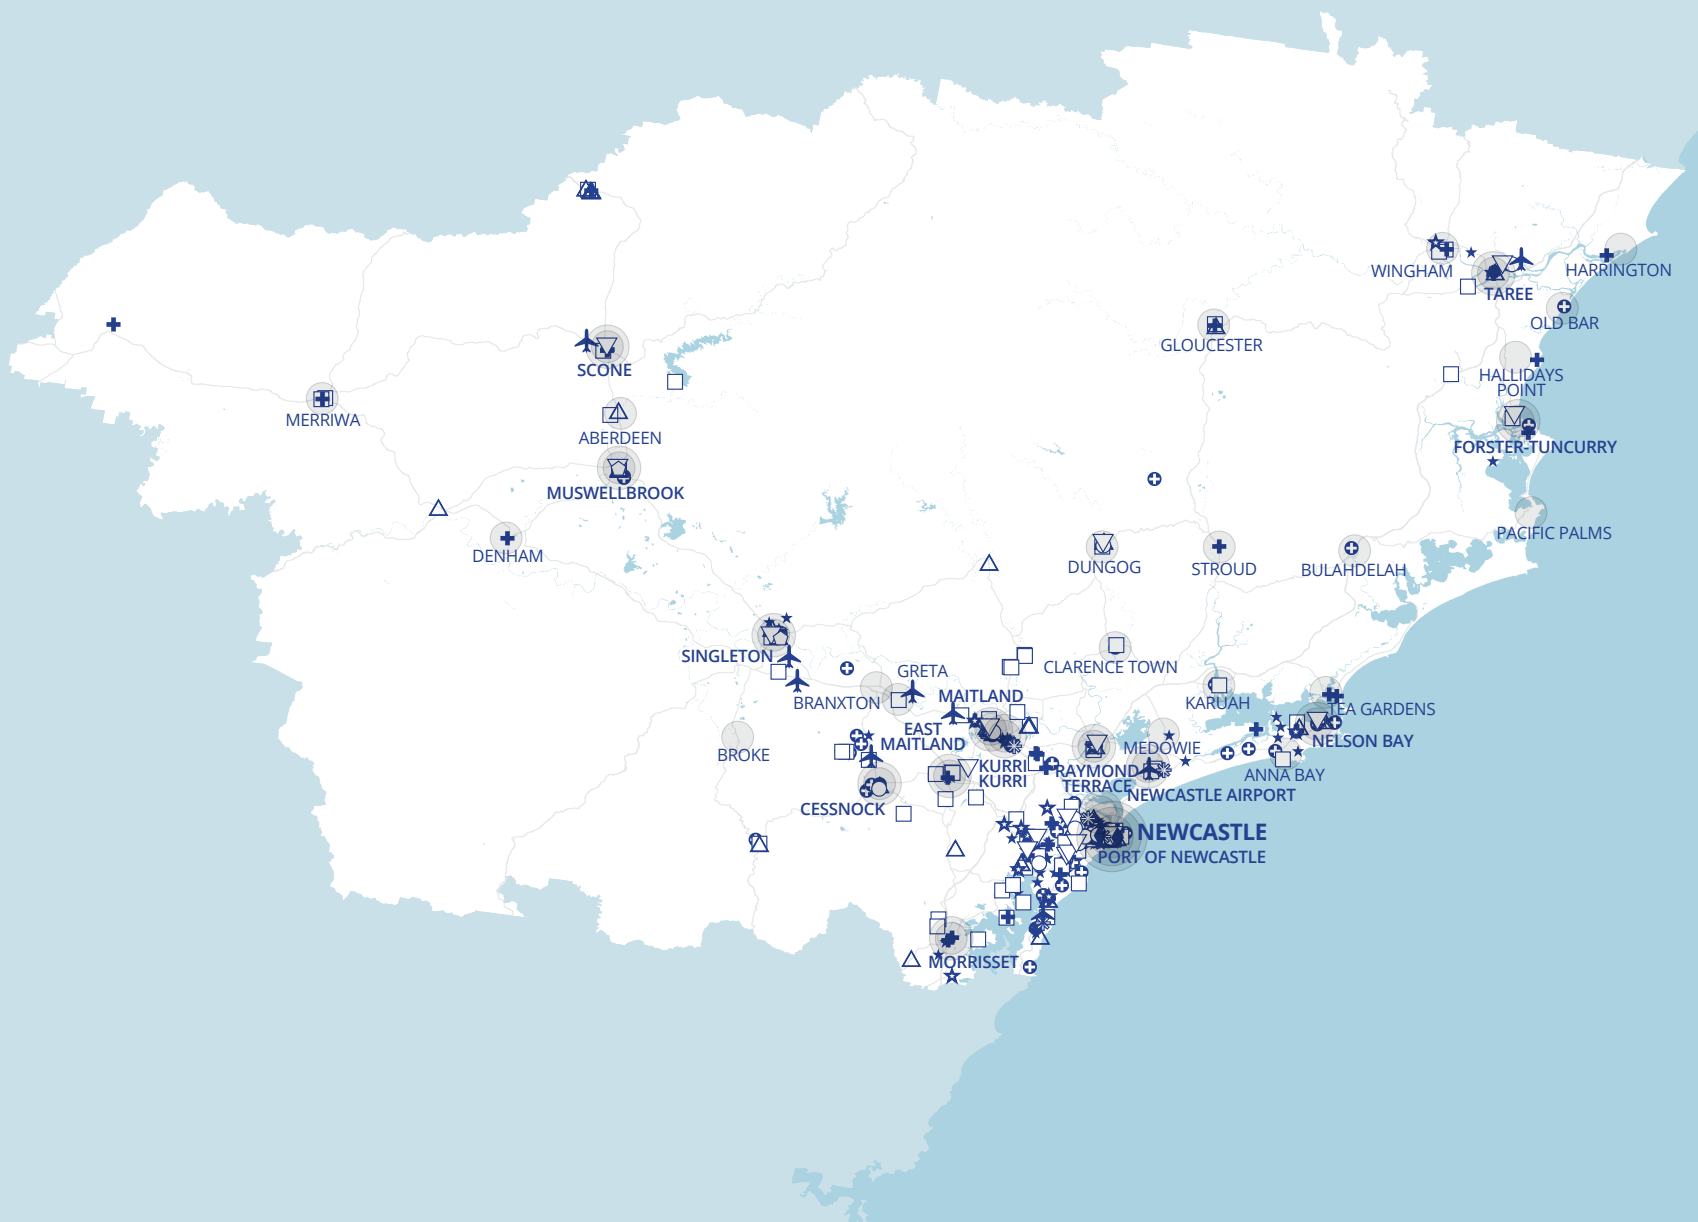 HARRINGTON
WINGHAM
TAREE
OLD BAR
GLOUCESTER
SCONE
HALLIDAYS
POINT
MERRIWA
ABERDEEN
FORSTER-TUNCURRY
MUSWELLBROOK
PACIFIC PALMS
DENHAM
DUNGOG
STROUD
BULAHDELAH
SINGLETON
GRETA
CLARENCE TOWN
BRANXTON
MAITLAND
KARUAH
TEA GARDENS
EAST
MAITLAND
NELSON BAY
BROKE
MEDOWIE
KURRI
KURRI
RAYMOND
TERRACE
ANNA BAY
NEWCASTLE AIRPORT
CESSNOCK
NEWCASTLE
PORT OF NEWCASTLE
MORRISSET